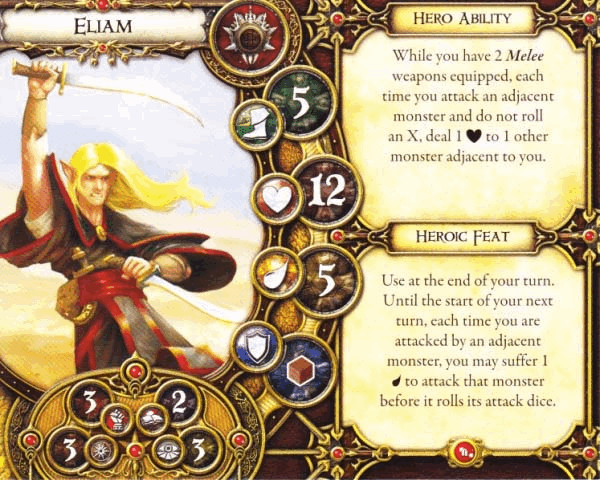 ELIAM
5
12
5
3 2
3 3
HERO ABILITY
While you have 2 Melee
weapons equipped, each
time you attack an adjacent
monster and do not roll
an X, deal 1 ♥ to 1 other
monster adjacent to you.
HEROIC FEAT
Use at the end of your turn.
Until the start of your next
turn, each time you are
attacked by an adjacent
monster, you may suffer 1
to attack that monster
before it rolls its attack dice.